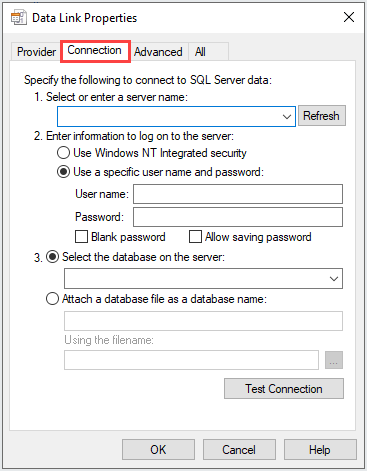 Data Link Properties
Provider Connection Advanced All
Specify the following to connect to SQL Server data:
1. Select or enter a server name:
Refresh
2. Enter information to log on to the server:
Use Windows NT Integrated security
Use a specific user name and password:
User name:
Password:
Blank password Allow saving password
3. Select the database on the server:
Attach a database file as a database name:
Using the filename:
...
Test Connection
OK Cancel Help